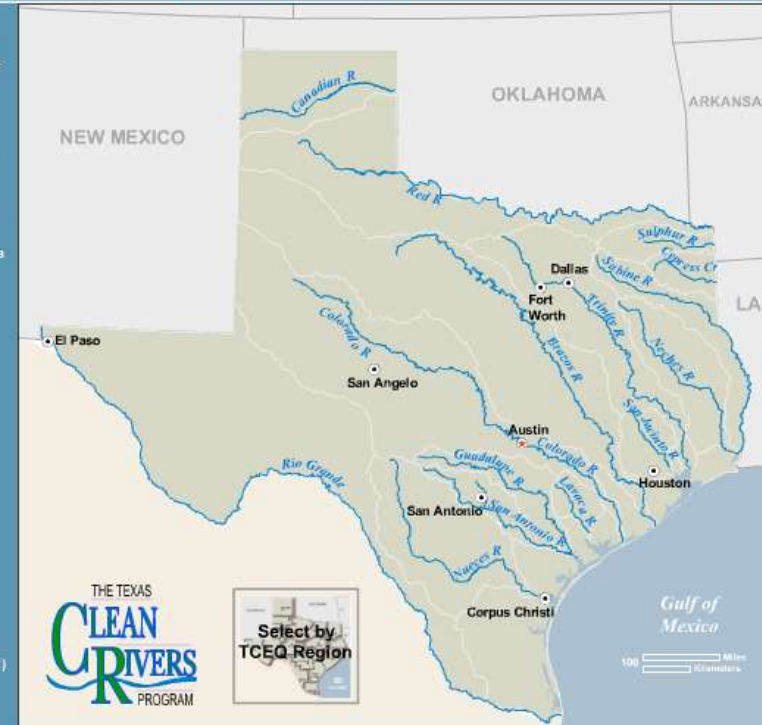 Canadian R
OKLAHOMA
ARKANSA
NEW MEXICO
Red R
Sulphur R
Cypress Cr
Sabine R
Dallas
Fort
Worth
Trinity R
LA
El Paso
Colorado R
Brazos R
Neches R
San Angelo
San Jacinto R
Austin
Colorado R
Guadalupe R
Rio Grande
Houston
Lavaca R
San Antonio
San Antonio R
Nueces R
THE TEXAS
CLEAN
RIVERS
PROGRAM
Select by
TCEQ Region
Corpus Christi
Gulf of
Mexico
100
Miles
Kilometers